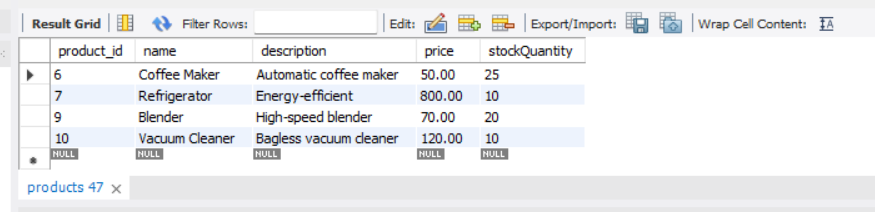 Result Grid Filter Rows: Edit: Export/Import: Wrap Cell Content: IA
product_id name description price stockQuantity
6 Coffee Maker Automatic coffee maker 50.00 25
7 Refrigerator Energy-efficient 800.00 10
9 Blender High-speed blender 70.00 20
10 Vacuum Cleaner Bagless vacuum cleaner 120.00 10
NULL NULL NULL NULL NULL
products 47 ×